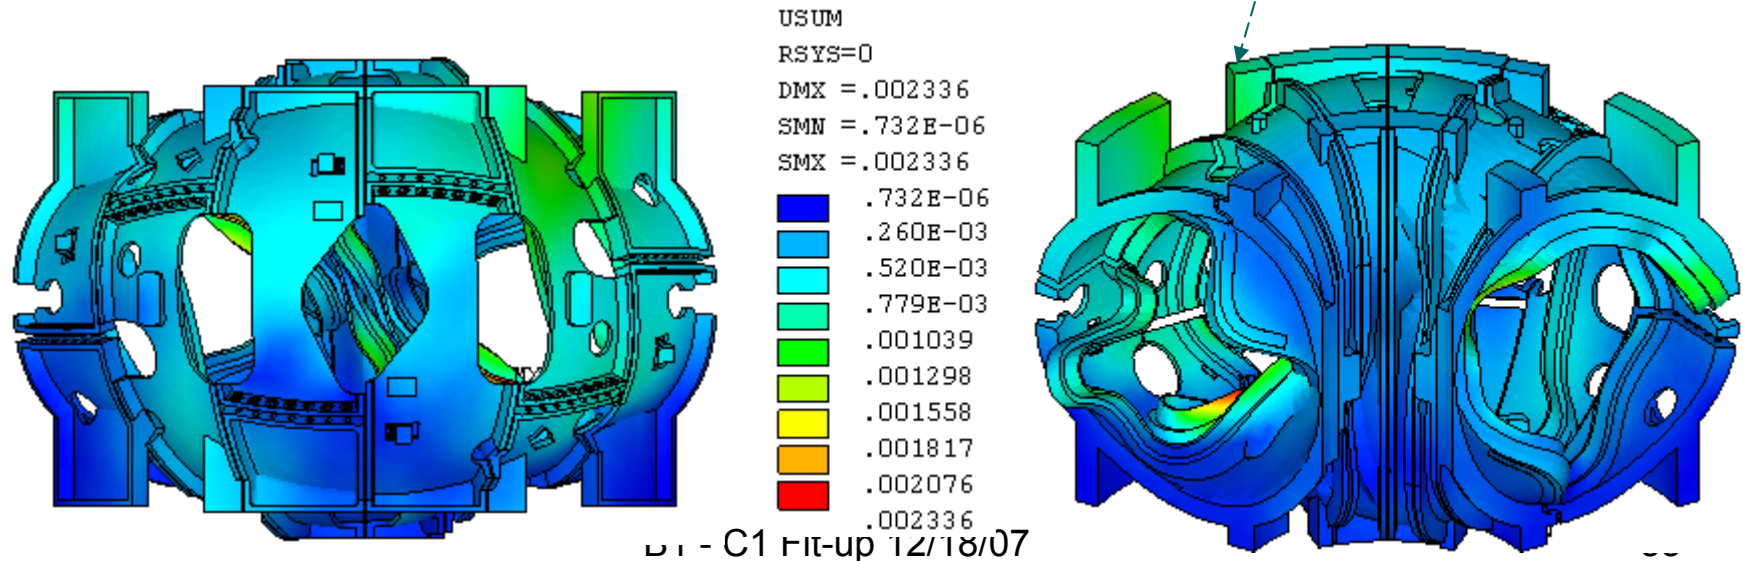 USUM
RSYS=0
DMX =.002336
SMN =.732E-06
SMX =.002336
.732E-06
.260E-03
.520E-03
.779E-03
.001039
.001298
.001558
.001817
.002076
.002336
- C1 Fit-up 12/18/07